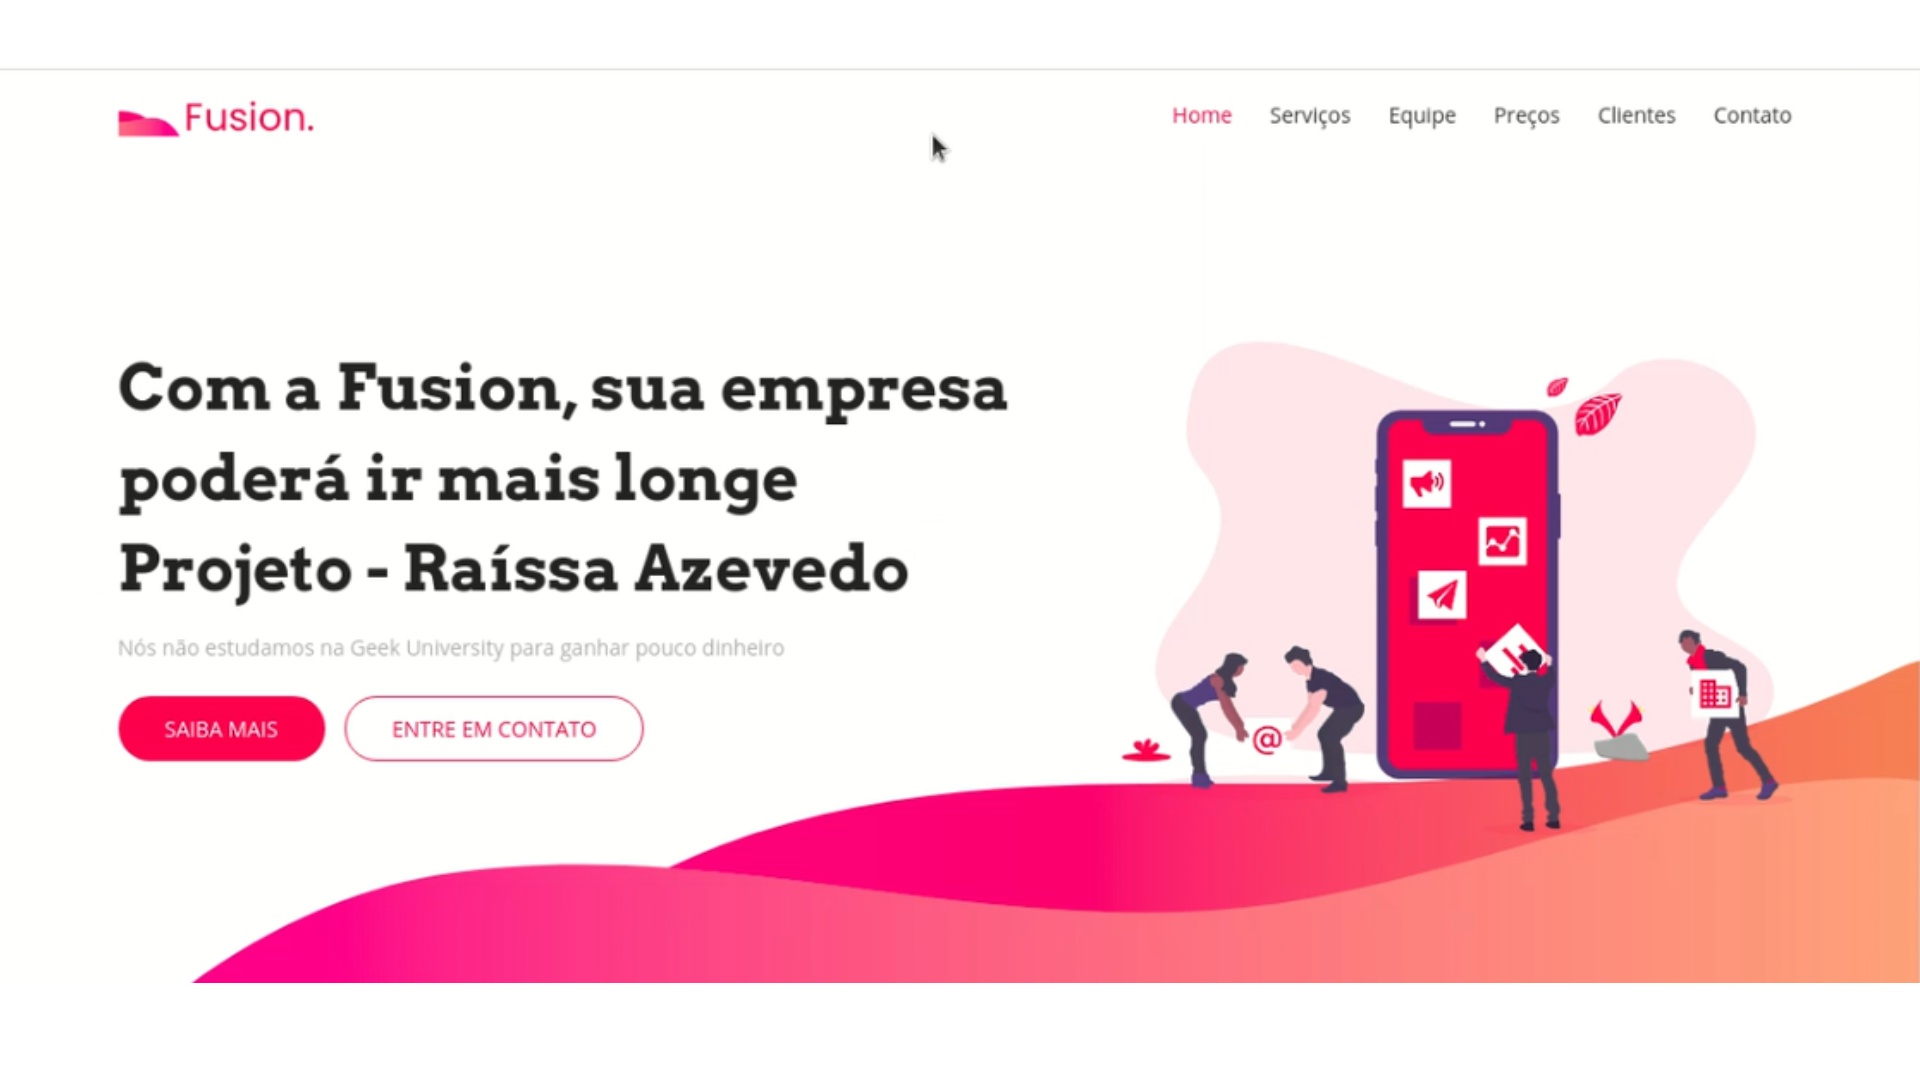 Fusion.
Home Serviços Equipe Preços Clientes Contato
Com a Fusion, sua empresa
poderá ir mais longe
Projeto - Raíssa Azevedo
Nós não estudamos na Geek University para ganhar pouco dinheiro
SAIBA MAIS
ENTRE EM CONTATO
@